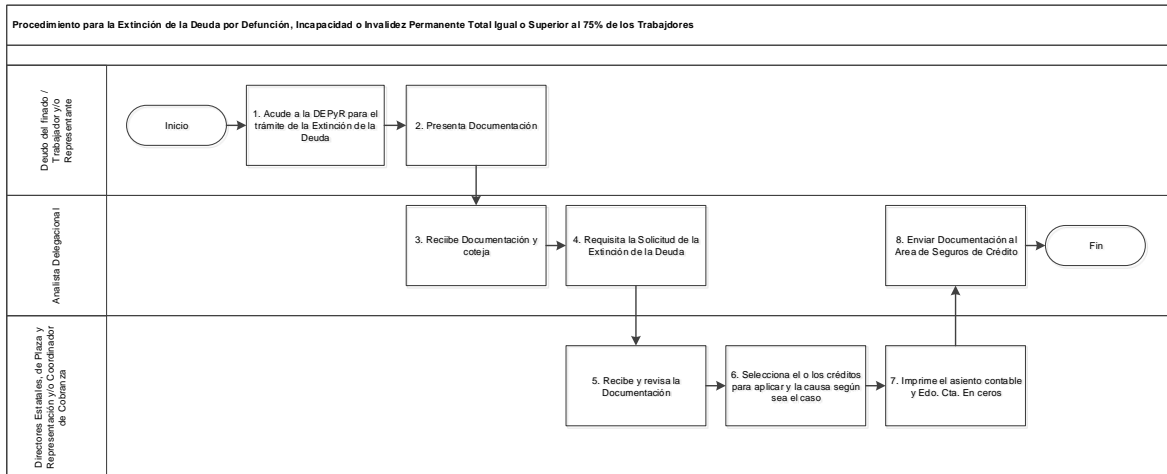 Procedimiento para la Extinción de la Deuda por Defunción, Incapacidad o Invalidez Permanente Total Igual o Superior al 75% de los Trabajdores
Deudo del finado /
Trabajador y/o
Representante
Inicio
1. Acude a la DEPyR para el
trámite de la Extinción de la
Deuda
2. Presenta Documentación
Analista Delegacional
3. Reciibe Documentación y
coteja
4. Requisita la Solicitud de la
Extinción de la Deuda
8. Enviar Documentación al
Area de Seguros de Crédito
Fin
Directores Estatales, de Plaza y
Representación y/o Coordinador
de Cobranza
5. Recibe y revisa la
Documentación
6. Selecciona el o los créditos
para aplicar y la causa según
sea el caso
7. Imprime el asiento contable
y Edo. Cta. En ceros